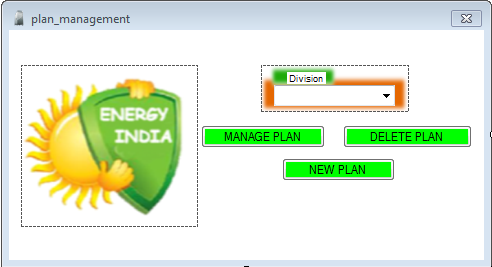 plan_management
ENERGY
INDIA
Division
MANAGE PLAN
DELETE PLAN
NEW PLAN